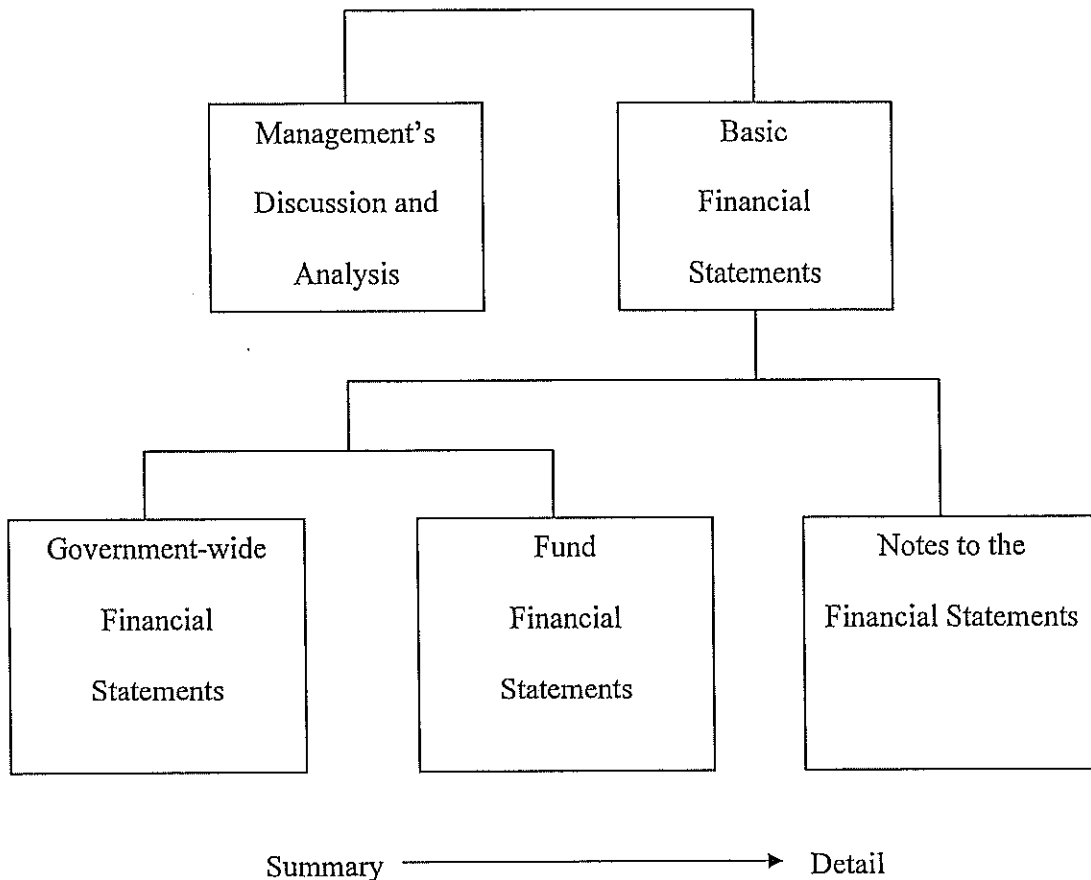 Management’s
Discussion and
Analysis
Basic
Financial
Statements
Government-wide
Financial
Statements
Fund
Financial
Statements
Notes to the
Financial Statements
Summary
Detail